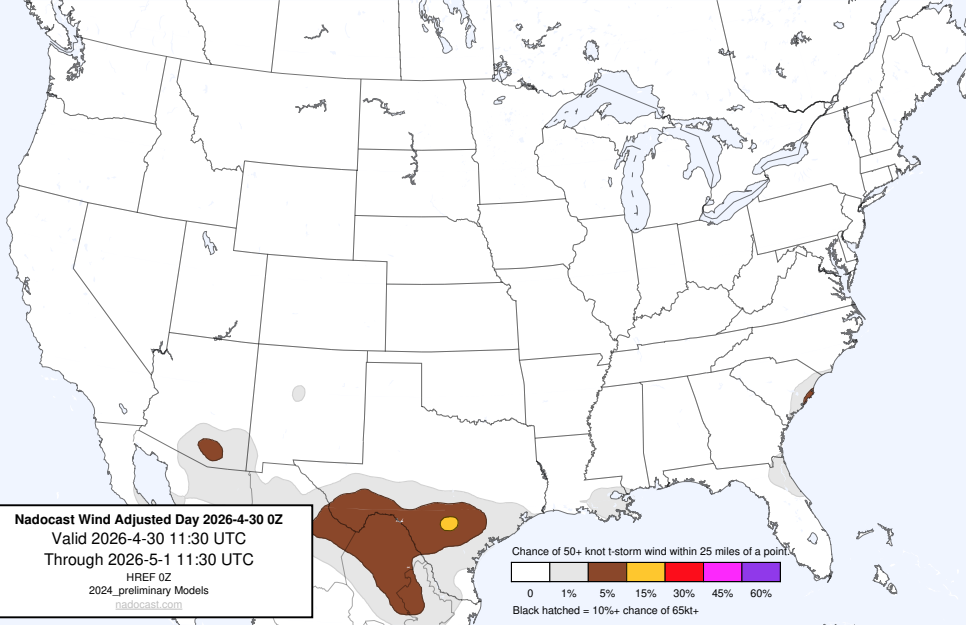 Nadocast Wind Adjusted Day 2026-4-30 0Z
Valid 2026-4-30 11:30 UTC
Through 2026-5-1 11:30 UTC
HREF 0Z
2024_preliminary Models
nadocast.com
Chance of 50+ knot t-storm wind within 25 miles of a point.
0 1% 5% 15% 30% 45% 60%
Black hatched = 10%+ chance of 65kt+